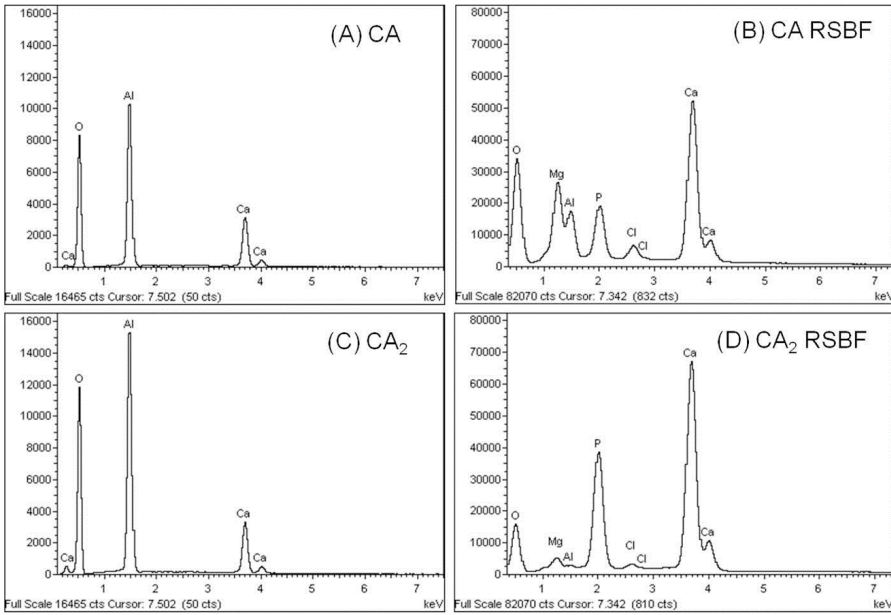 (A) CA
16000
14000
12000
10000
8000
6000
4000
2000
0
Ca
O
Al
Ca
Ca
1 2 3 4 5 6 7
Full Scale 16465 cts Cursor: 7.502 (50 cts) keV
(B) CA RSBF
80000
70000
60000
50000
40000
30000
20000
10000
0
O
Mg
Al
P
Cl
Cl
Ca
Ca
1 2 3 4 5 6 7
Full Scale 82070 cts Cursor: 7.342 (832 cts) keV
(C) CA₂
16000
14000
12000
10000
8000
6000
4000
2000
0
Ca
O
Al
Ca
Ca
1 2 3 4 5 6 7
Full Scale 16465 cts Cursor: 7.502 (50 cts) keV
(D) CA₂ RSBF
80000
70000
60000
50000
40000
30000
20000
10000
0
O
Mg
Al
P
Cl
Cl
Ca
Ca
1 2 3 4 5 6 7
Full Scale 82070 cts Cursor: 7.342 (810 cts) keV